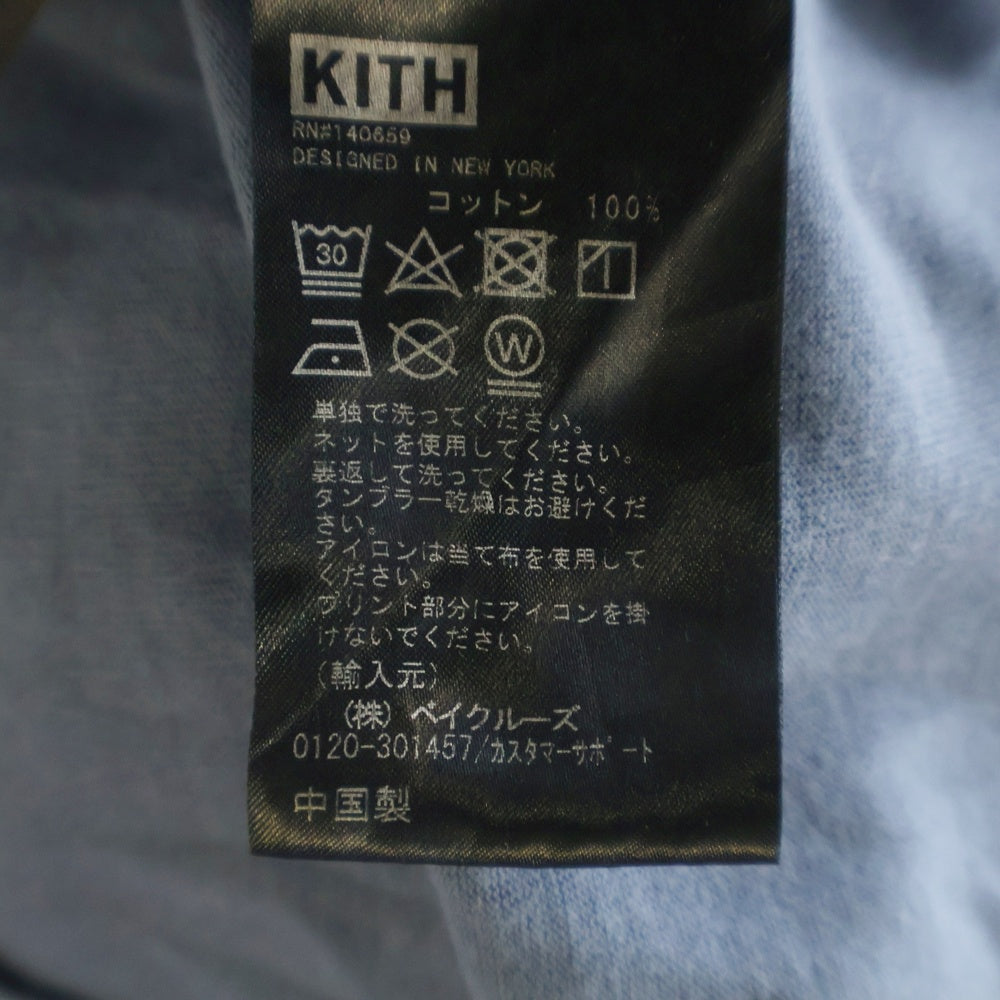 KITH
RN#140659
DESIGNED IN NEW YORK
コットン 100%
30
W
単独で洗ってください。
ネットを使用してください。
裏返して洗ってください。
タンブラー乾燥はお避けくだ
さい。
アイロンは当て布を使用して
ください。
プリント部分にアイロンを掛
けないでください。
(輸入元)
(株) ベイクルーズ
0120-301457/カスタマーサポート
中国製